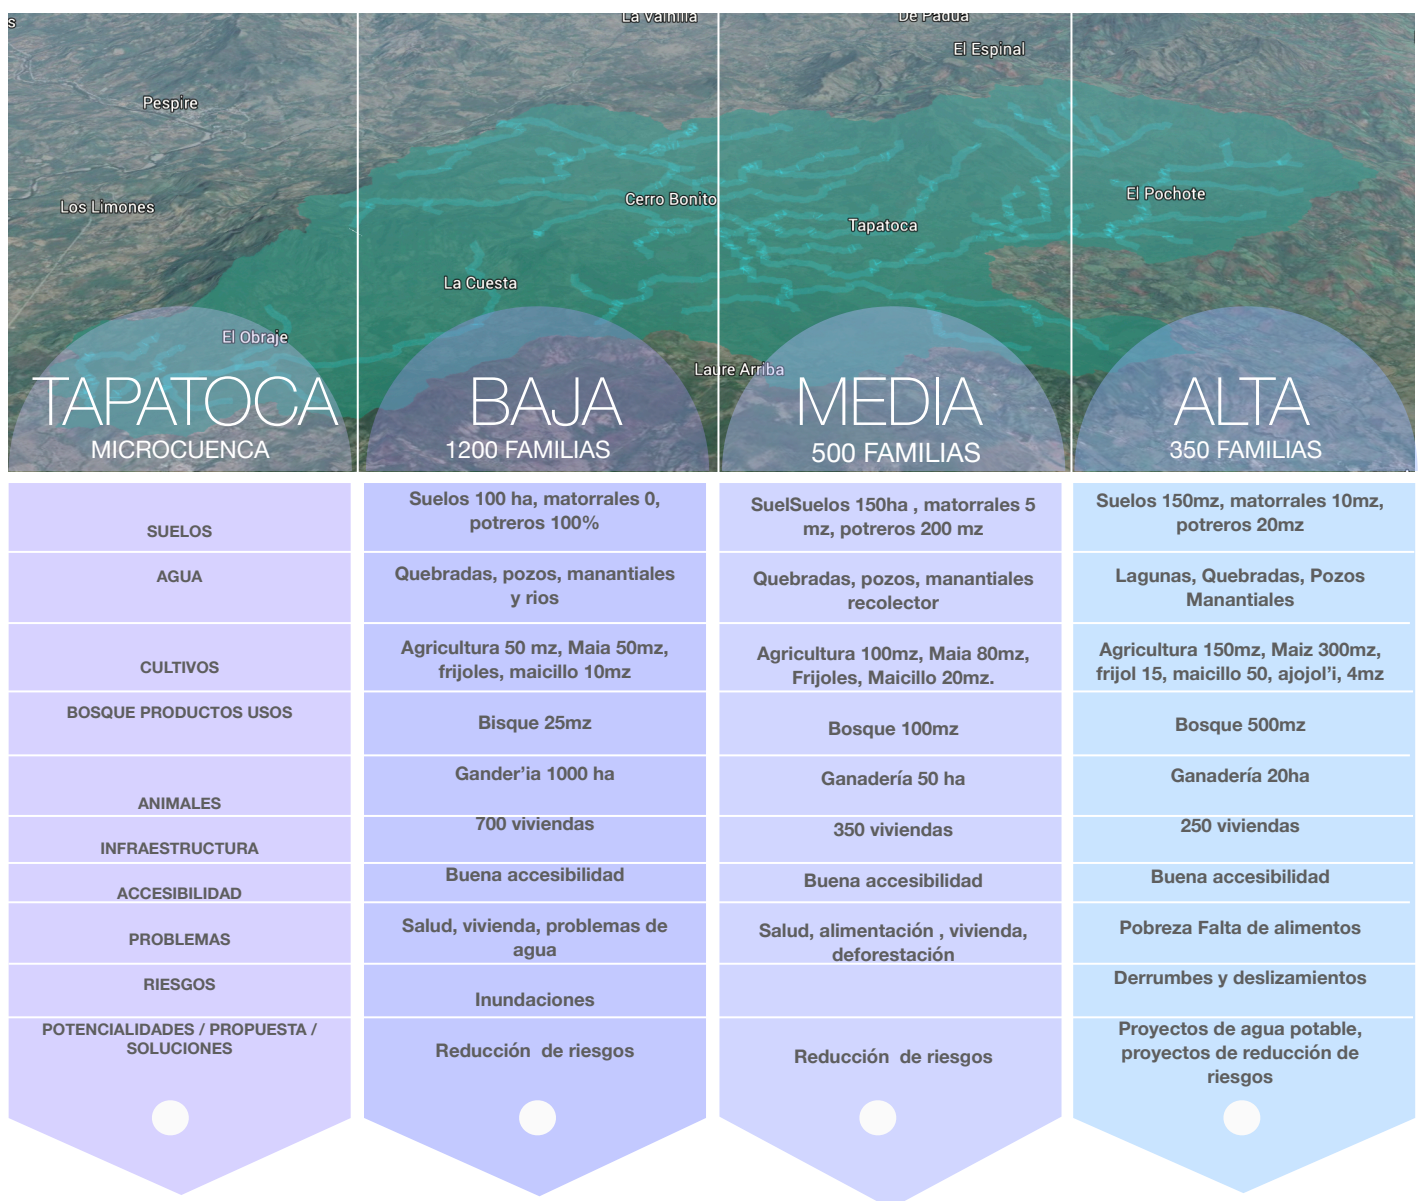 La Vainilla
De Padua
El Espinal
Pespire
Los Limones
Cerro Bonito
El Pochote
Tapatoca
La Cuesta
El Obraje
Laure Arriba
TAPATOCA
MICROCUENCA
BAJA
1200 FAMILIAS
MEDIA
500 FAMILIAS
ALTA
350 FAMILIAS
SUELOS
Suelos 100 ha, matorrales 0,
potreros 100%
SuelSuelos 150ha , matorrales 5
mz, potreros 200 mz
Suelos 150mz, matorrales 10mz,
potreros 20mz
AGUA
Quebradas, pozos, manantiales
y rios
Quebradas, pozos, manantiales
recolector
Lagunas, Quebradas, Pozos
Manantiales
CULTIVOS
Agricultura 50 mz, Maia 50mz,
frijoles, maicillo 10mz
Agricultura 100mz, Maia 80mz,
Frijoles, Maicillo 20mz.
Agricultura 150mz, Maiz 300mz,
frijol 15, maicillo 50, ajojol'i, 4mz
BOSQUE PRODUCTOS USOS
Bisque 25mz
Bosque 100mz
Bosque 500mz
ANIMALES
Gander'ia 1000 ha
Ganadería 50 ha
Ganadería 20ha
INFRAESTRUCTURA
700 viviendas
350 viviendas
250 viviendas
ACCESIBILIDAD
Buena accesibilidad
Buena accesibilidad
Buena accesibilidad
PROBLEMAS
Salud, vivienda, problemas de
agua
Salud, alimentación , vivienda,
deforestación
Pobreza Falta de alimentos
RIESGOS
Inundaciones
Derrumbes y deslizamientos
POTENCIALIDADES / PROPUESTA /
SOLUCIONES
Reducción  de riesgos
Reducción  de riesgos
Proyectos de agua potable,
proyectos de reducción de
riesgos